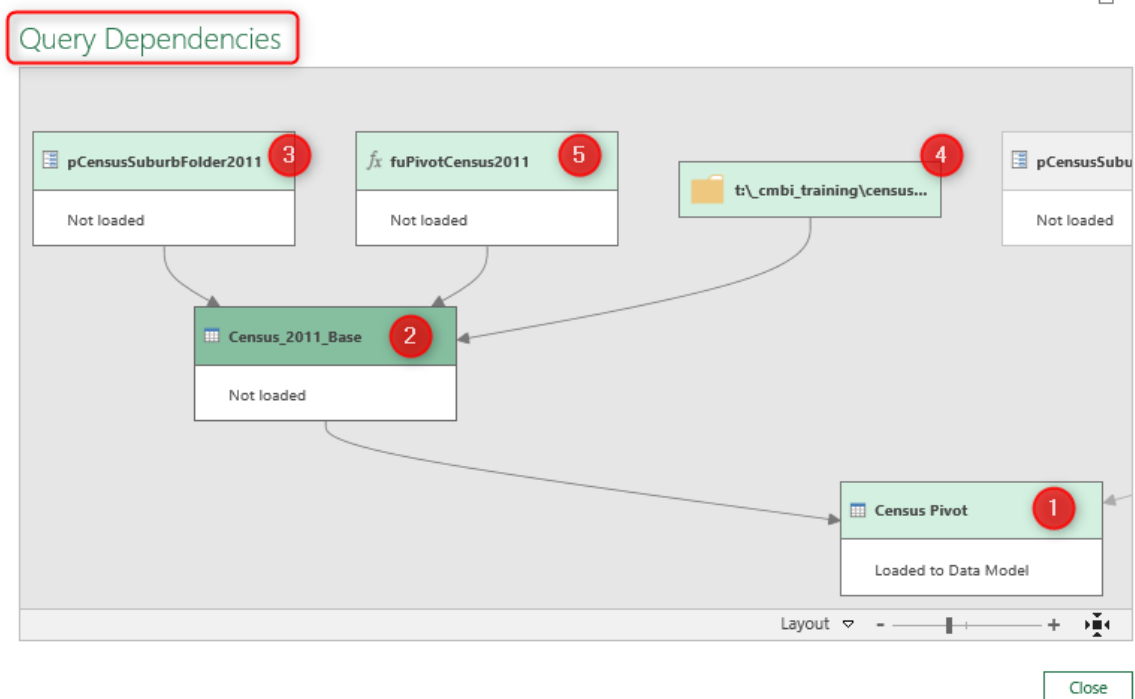 Query Dependencies
pCensusSuburbFolder2011 3
fx fuPivotCensus2011 5
t:\_cmbi_training\census... 4
pCensusSubu
Not loaded
Not loaded
Not loaded
Census_2011_Base 2
Not loaded
Census Pivot 1
Loaded to Data Model
Layout
Close